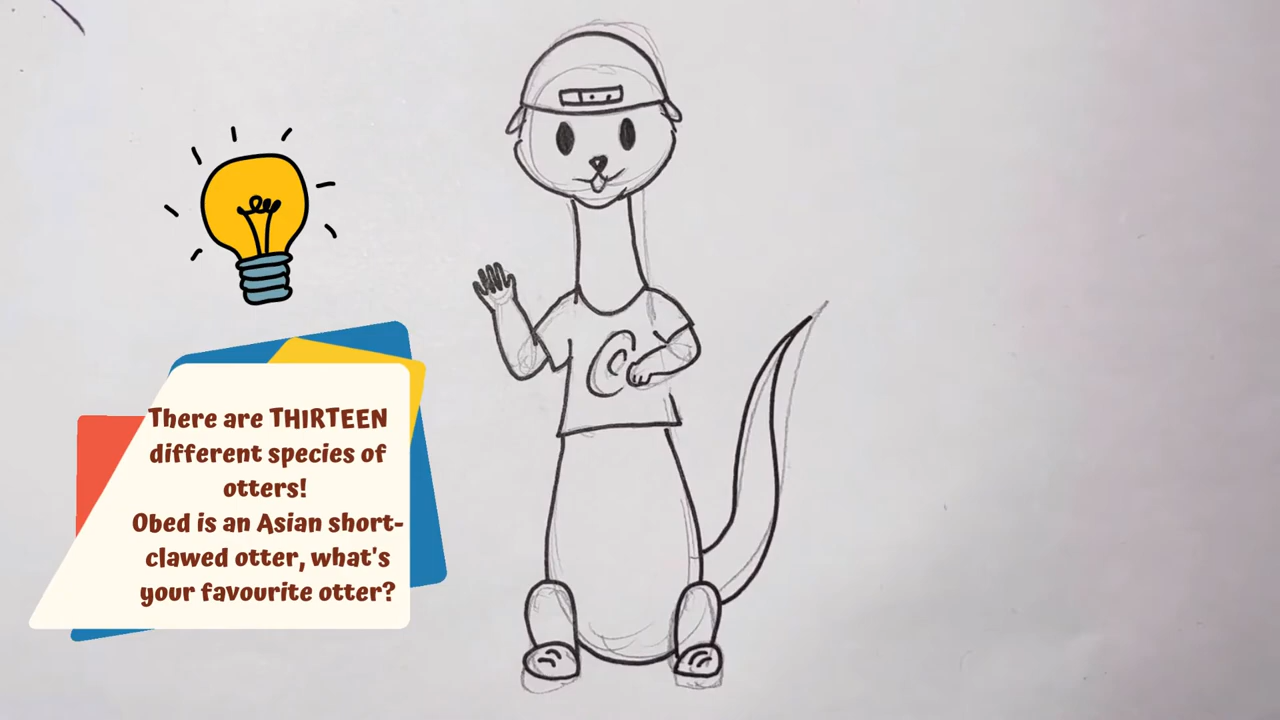 There are THIRTEEN
different species of
otters!
Obed is an Asian short-
clawed otter, what's
your favourite otter?